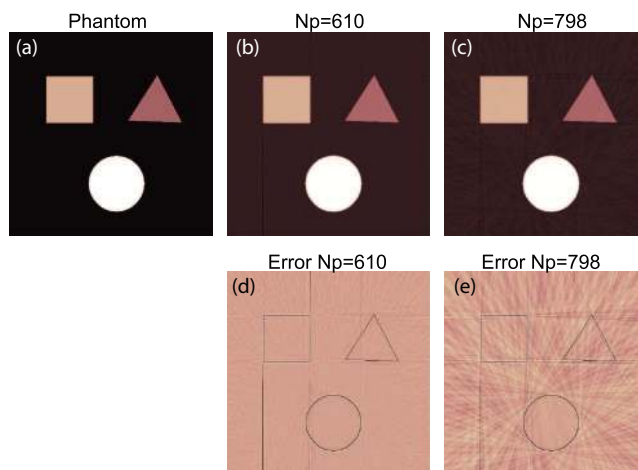 Phantom
Np=610
Np=798
(a)
(b)
(c)
Error Np=610
Error Np=798
(d)
(e)